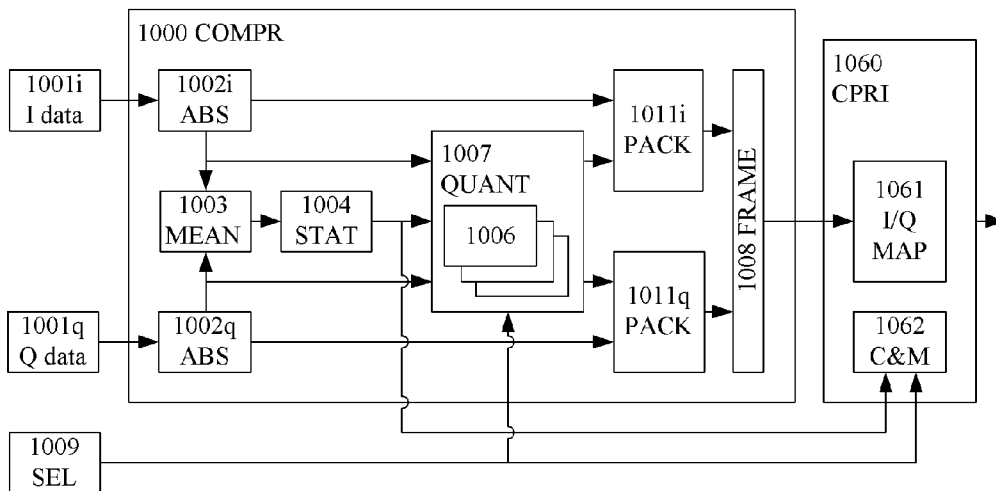 1000 COMPR
1001i
I data
1002i
ABS
1003
MEAN
1004
STAT
1007
QUANT
1006
1011i
PACK
1011q
PACK
1008 FRAME
1001q
Q data
1002q
ABS
1009
SEL
1060
CPRI
1061
I/Q
MAP
1062
C&M